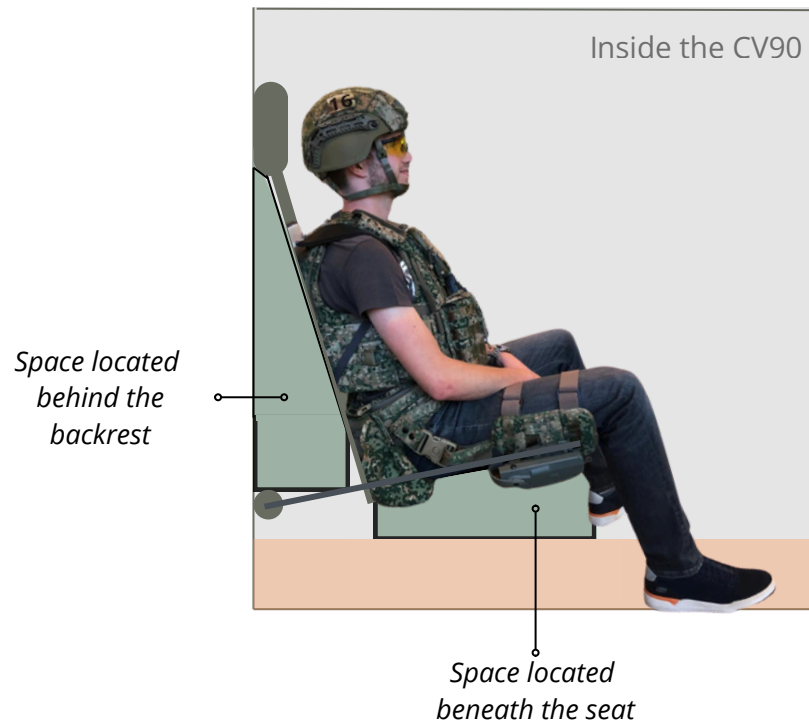 Inside the CV90
16
Space located
behind the
backrest
Space located
beneath the seat